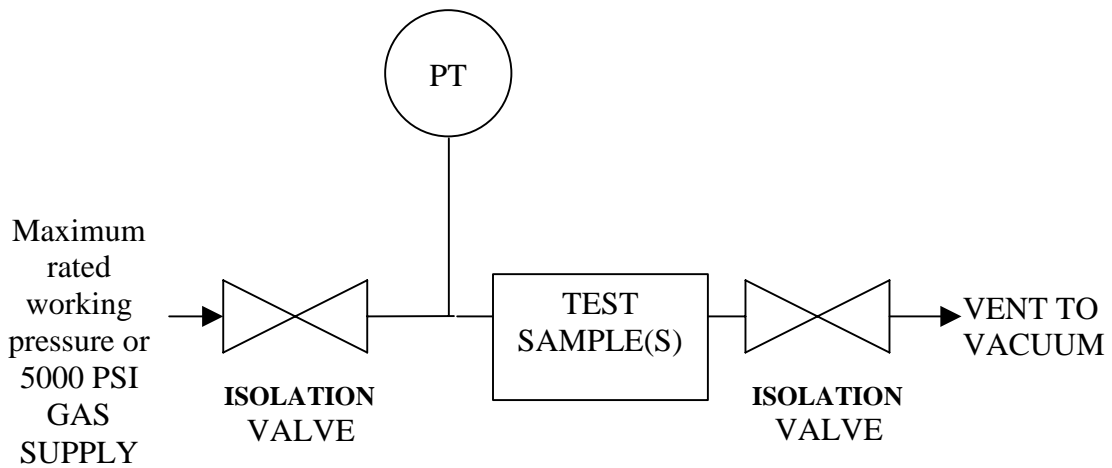 PT
Maximum
rated
working
pressure or
5000 PSI
GAS
SUPPLY
ISOLATION
VALVE
TEST
SAMPLE(S)
ISOLATION
VALVE
VENT TO
VACUUM